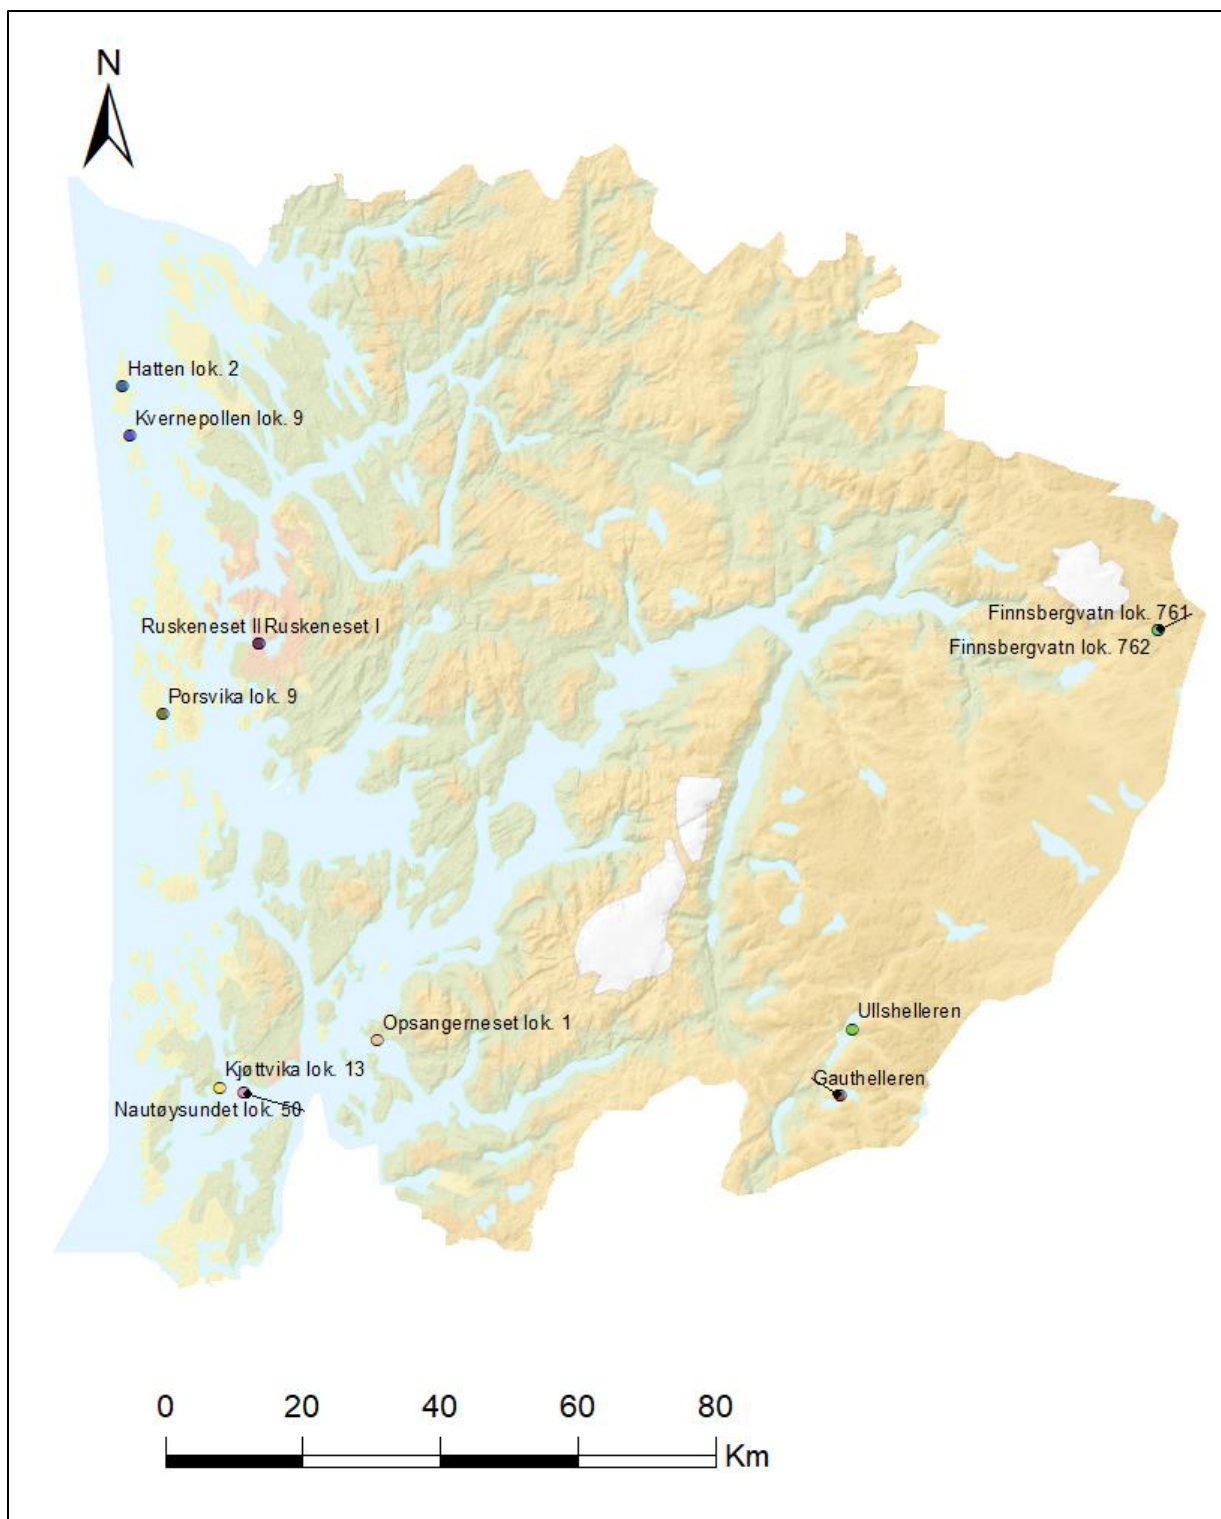 N
Hatten lok. 2
Kvernepollen lok. 9
Finnsbergvatn lok. 761
Ruskeneset II Ruskeneset I
Finnsbergvatn lok. 762
Porsvika lok. 9
Ullshelleren
Opsangerneset lok. 1
Kjøttvika lok. 13
Gauthelleren
Nautøysundet lok. 50
0 20 40 60 80
Km